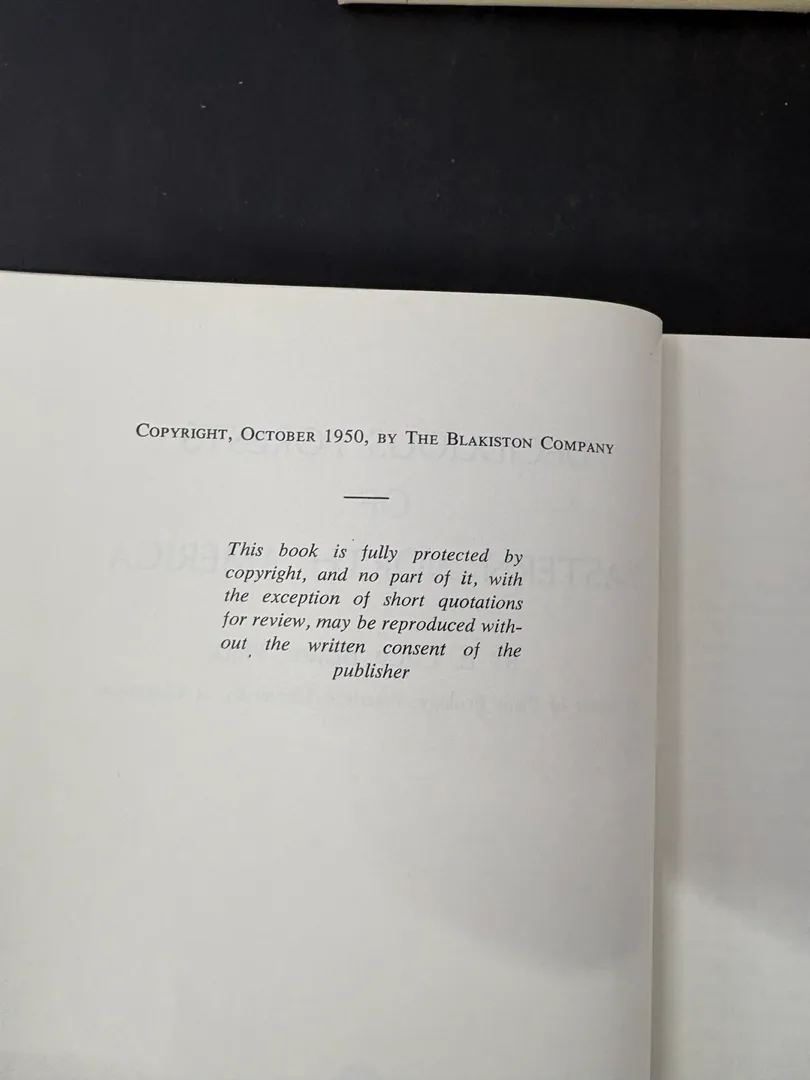 Copyright, October 1950, by The Blakiston Company
This book is fully protected by
copyright, and no part of it, with
the exception of short quotations
for review, may be reproduced with-
out the written consent of the
publisher